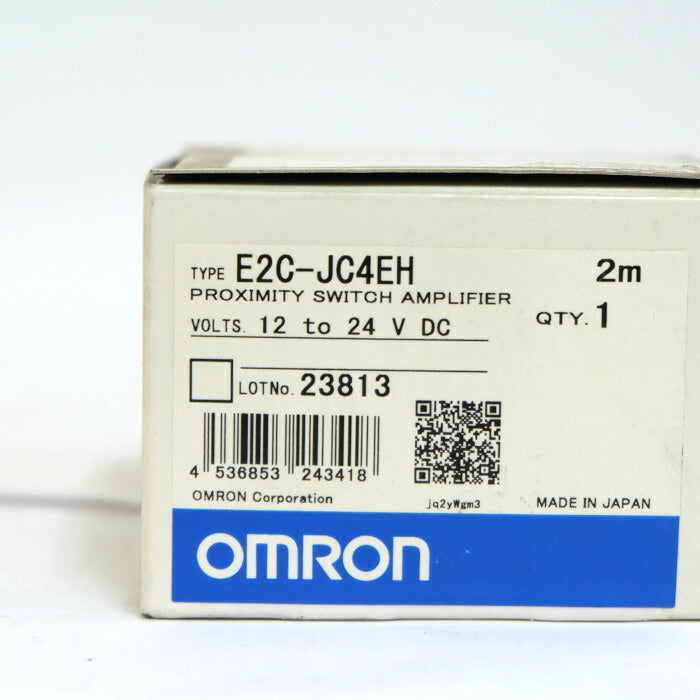 TYPE E2C-JC4EH 2m
PROXIMITY SWITCH AMPLIFIER
VOLTS. 12 to 24 V DC QTY. 1
LOTNo. 23813
4 536853 243418
OMRON Corporation jq2yWgm3 MADE IN JAPAN
OMRON